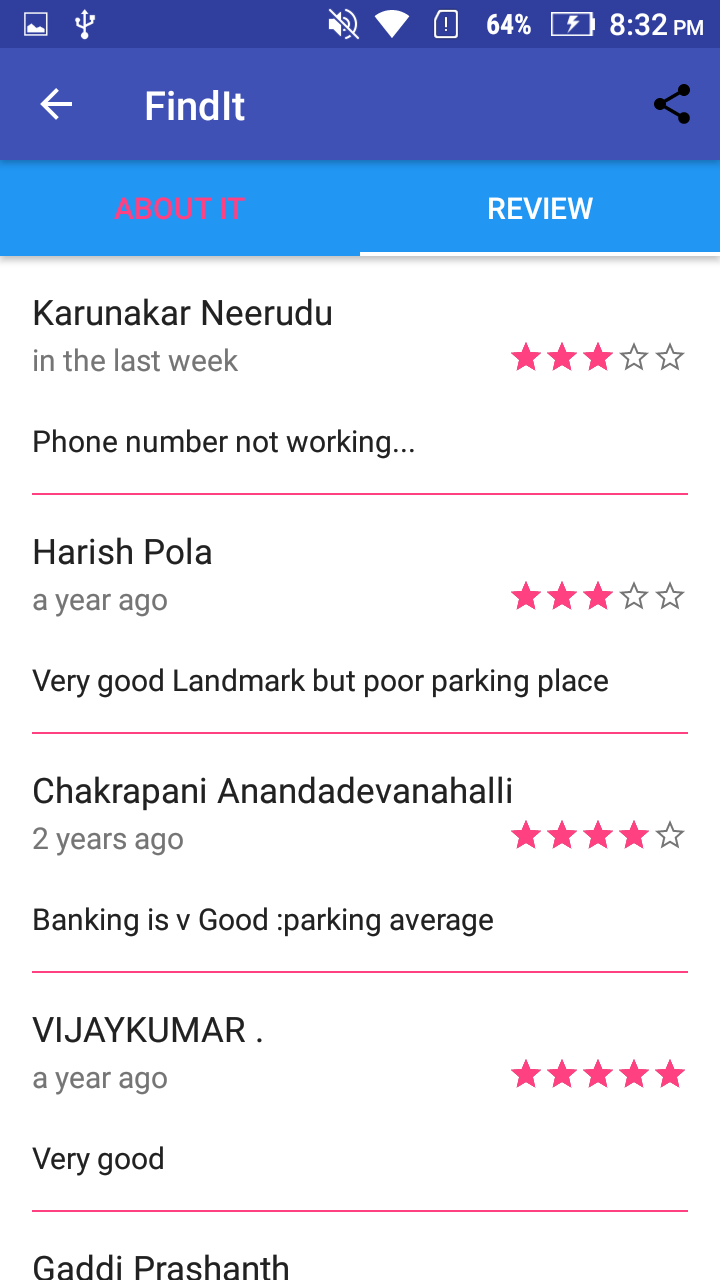 64% 8:32 PM
FindIt
ABOUT IT REVIEW
Karunakar Neerudu
in the last week
Phone number not working...
Harish Pola
a year ago
Very good Landmark but poor parking place
Chakrapani Anandadevanahalli
2 years ago
Banking is v Good :parking average
VIJAYKUMAR .
a year ago
Very good
Gaddi Prashanth